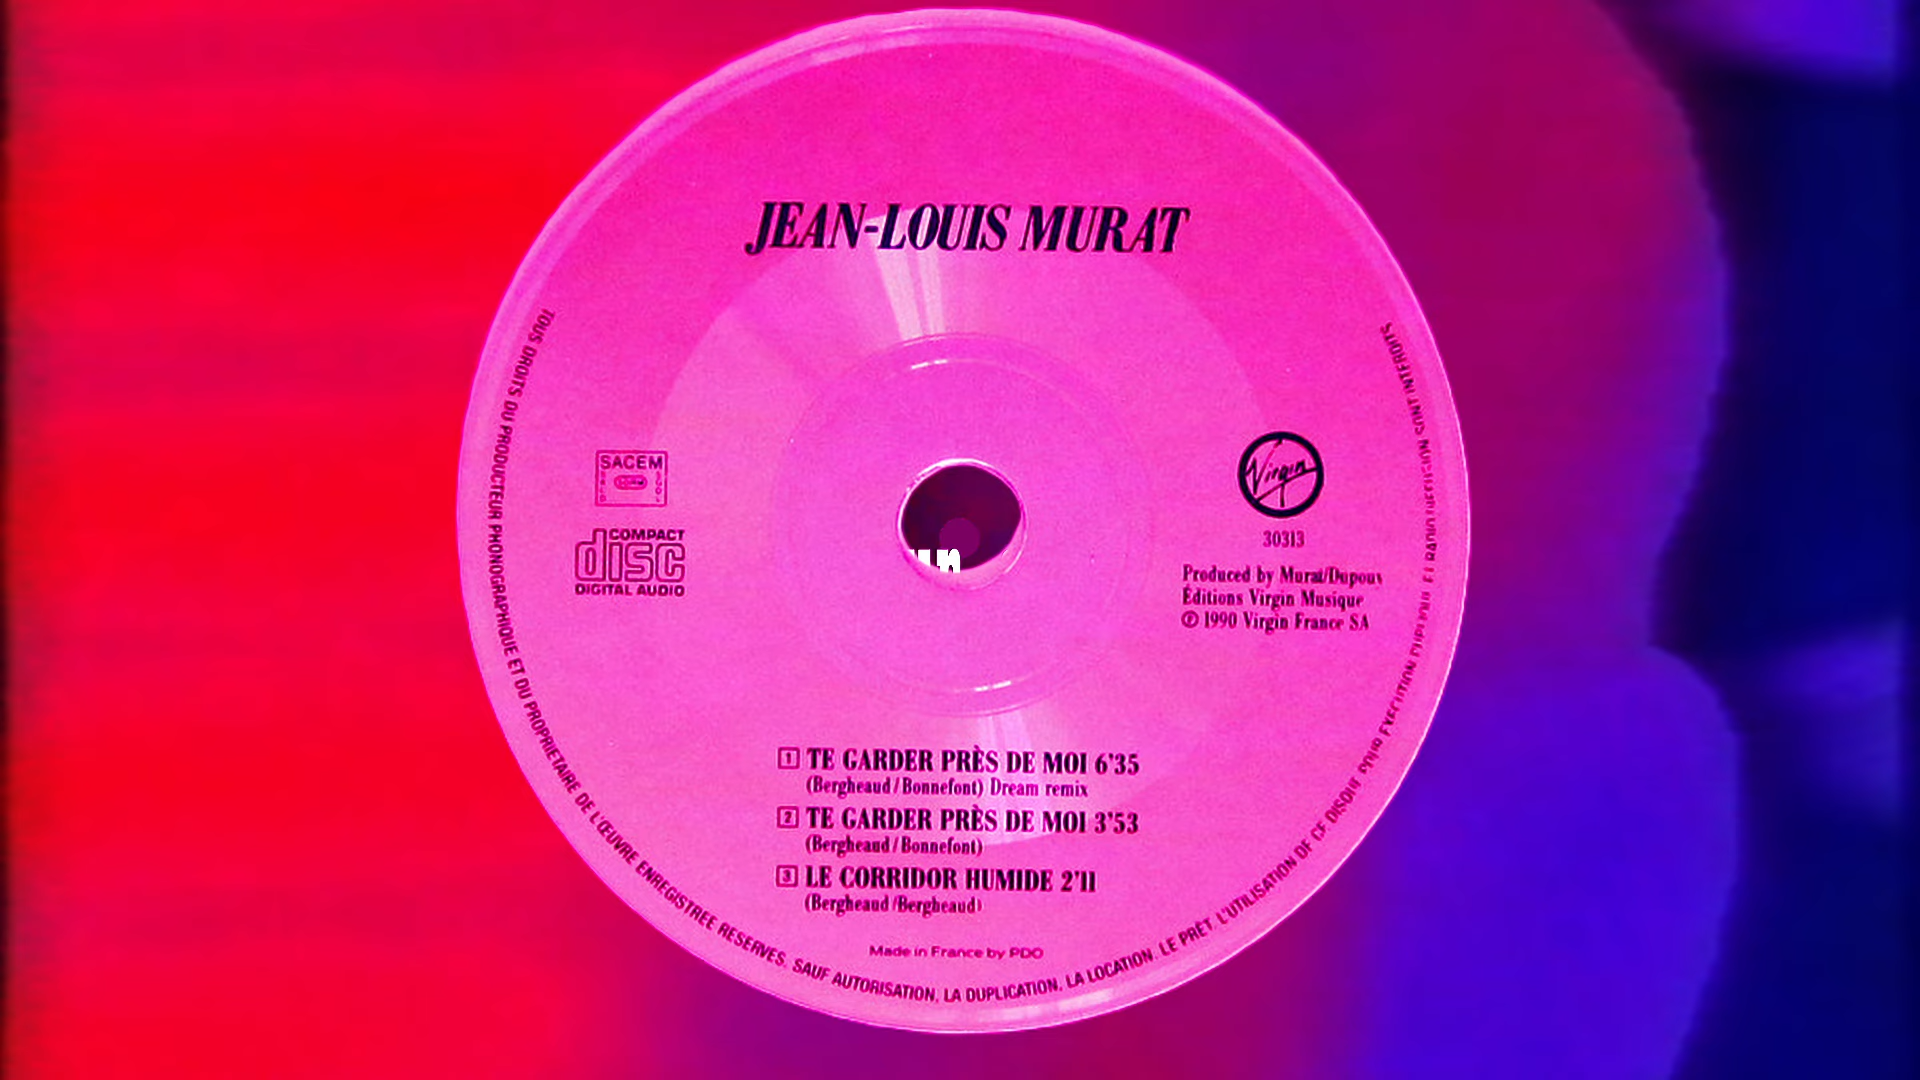 JEAN-LOUIS MURAT
TOUS DROITS DU PRODUCTEUR PHONOGRAPHIQUE ET DU PROPRIETAIRE DE L'ŒUVRE ENREGISTREE RESERVES. SAUF AUTORISATION, LA DUPLICATION, LA LOCATION, LE PRÊT, L'UTILISATION DE CE DISQUE POUR EXECUTION PUBLIQUE ET RADIODIFFUSION SONT INTERDITS
SACEM
COMPACT
disc
DIGITAL AUDIO
Virgin
30313
Produced by Murat/Dupouy
Éditions Virgin Musique
℗ 1990 Virgin France SA
un
1 TE GARDER PRÈS DE MOI 6'35
(Bergheaud/Bonnefont) Dream remix
2 TE GARDER PRÈS DE MOI 3'53
(Bergheaud/Bonnefont)
3 LE CORRIDOR HUMIDE 2'11
(Bergheaud/Bergheaud)
Made in France by PDO